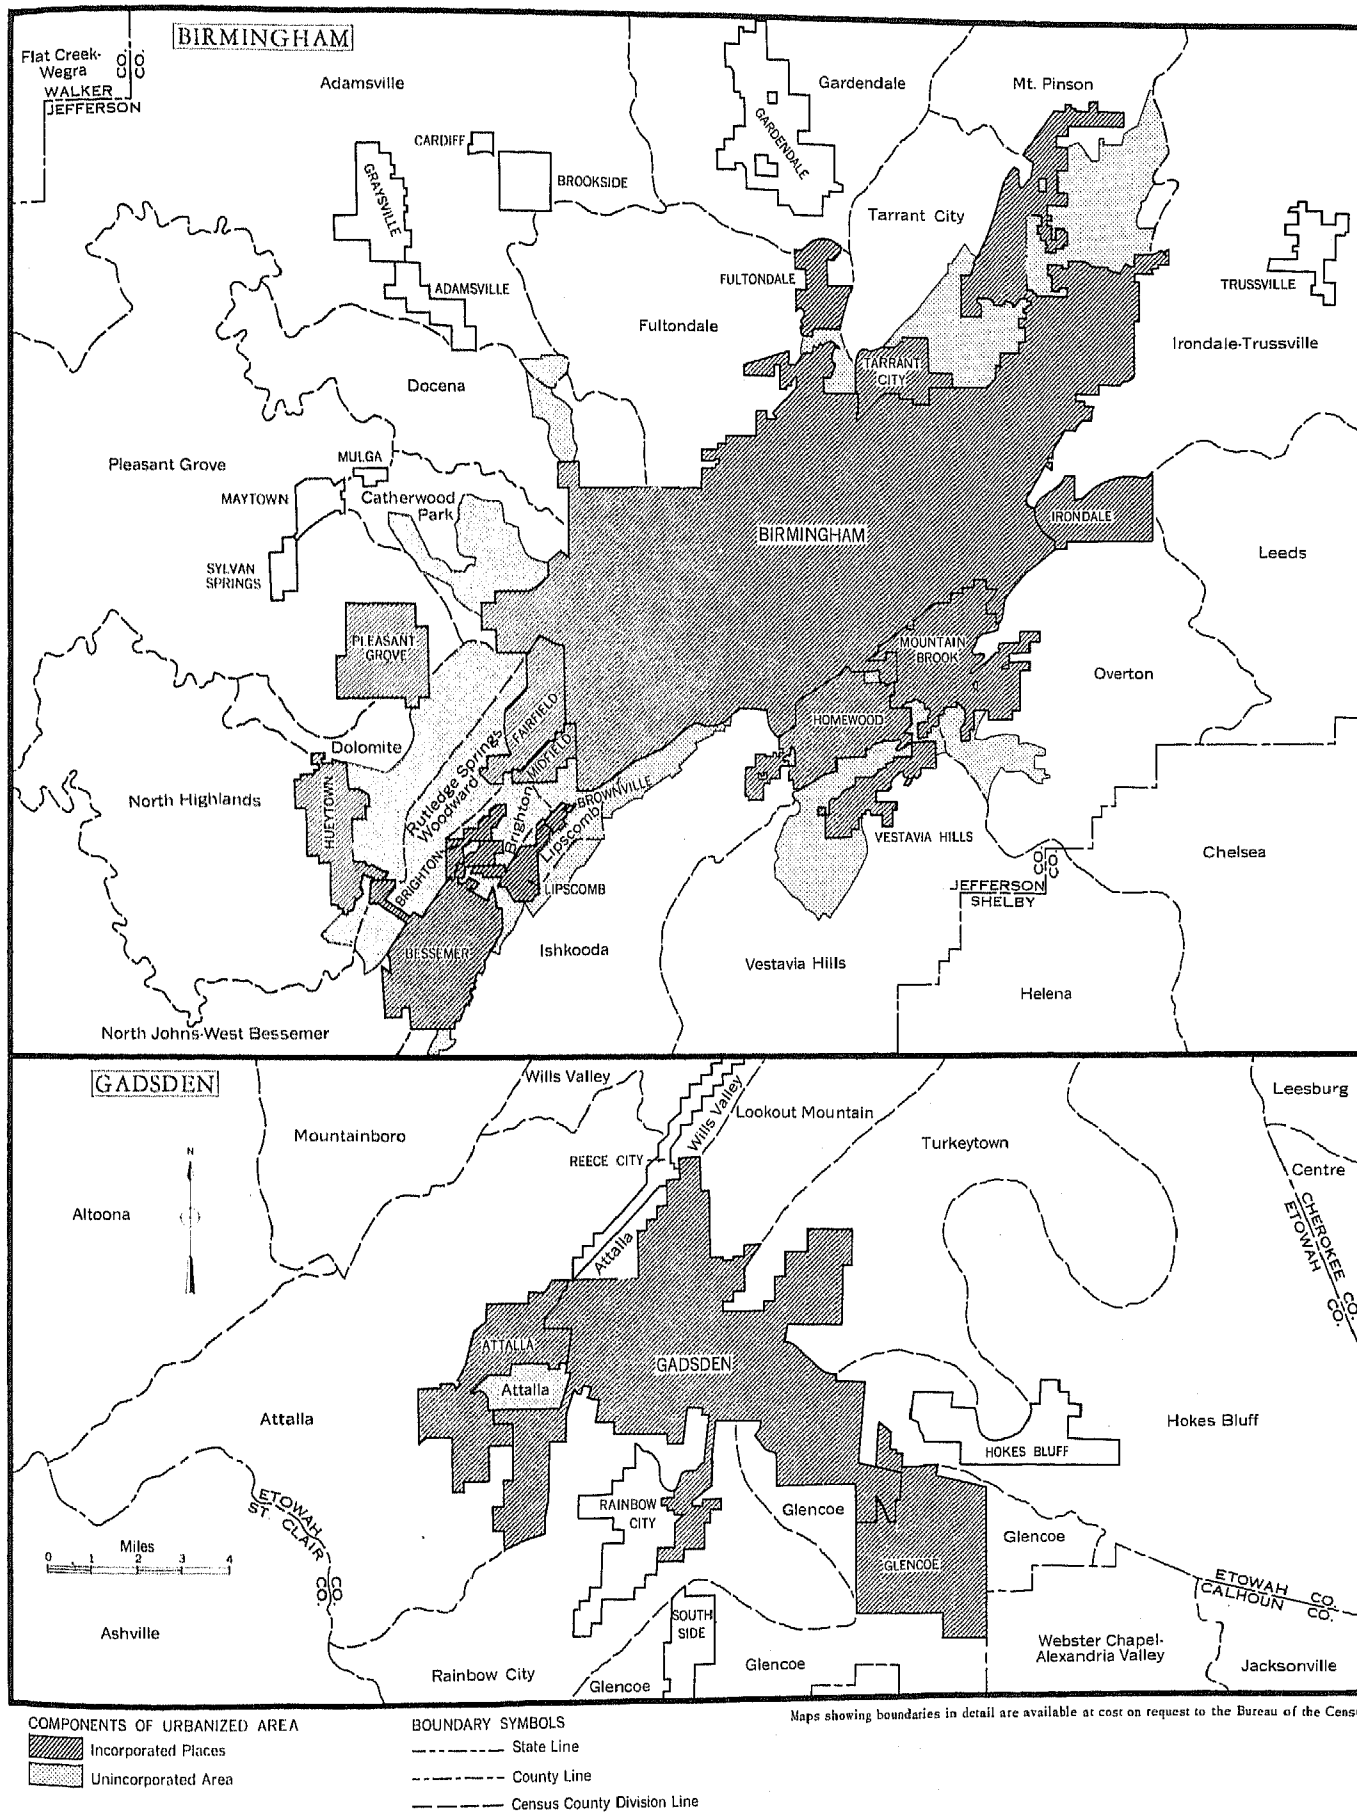 BIRMINGHAM
Flat Creek-
Wegra
CO.
CO.
WALKER
JEFFERSON
Adamsville
Gardendale
Mt. Pinson
CARDIFF
BROOKSIDE
GRAYSVILLE
GARDENDALE
Tarrant City
ADAMSVILLE
FULTONDALE
TRUSSVILLE
Fultondale
Irondale-Trussville
TARRANT
CITY
Docena
Pleasant Grove
MULGA
MAYTOWN
Catherwood
Park
IRONDALE
BIRMINGHAM
Leeds
SYLVAN
SPRINGS
PLEASANT
GROVE
MOUNTAIN
BROOK
Overton
FAIRFIELD
HOMEWOOD
Dolomite
MIDFIELD
Rutledge Springs
Woodward
North Highlands
HUEYTOWN
BROWNVILLE
Brighton
Lipscomb
VESTAVIA HILLS
BRIGHTON
LIPSCOMB
Chelsea
CO.
CO.
JEFFERSON
SHELBY
BESSEMER
Ishkooda
Vestavia Hills
Helena
North Johns-West Bessemer
GADSDEN
Wills Valley
Wills Valley
Lookout Mountain
Leesburg
Mountainboro
Turkeytown
REECE CITY
Centre
N
Altoona
Attalla
CHEROKEE CO.
ETOWAH CO.
ATTALLA
GADSDEN
Attalla
Attalla
Hokes Bluff
HOKES BLUFF
RAINBOW
CITY
Glencoe
Glencoe
ETOWAH CO.
ST. CLAIR CO.
Miles
0 1 2 3 4
GLENCOE
ETOWAH CO.
CALHOUN CO.
SOUTH
SIDE
Ashville
Webster Chapel-
Alexandria Valley
Rainbow City
Glencoe
Glencoe
Jacksonville
Maps showing boundaries in detail are available at cost on request to the Bureau of the Cens
COMPONENTS OF URBANIZED AREA
Incorporated Places
Unincorporated Area
BOUNDARY SYMBOLS
State Line
County Line
Census County Division Line